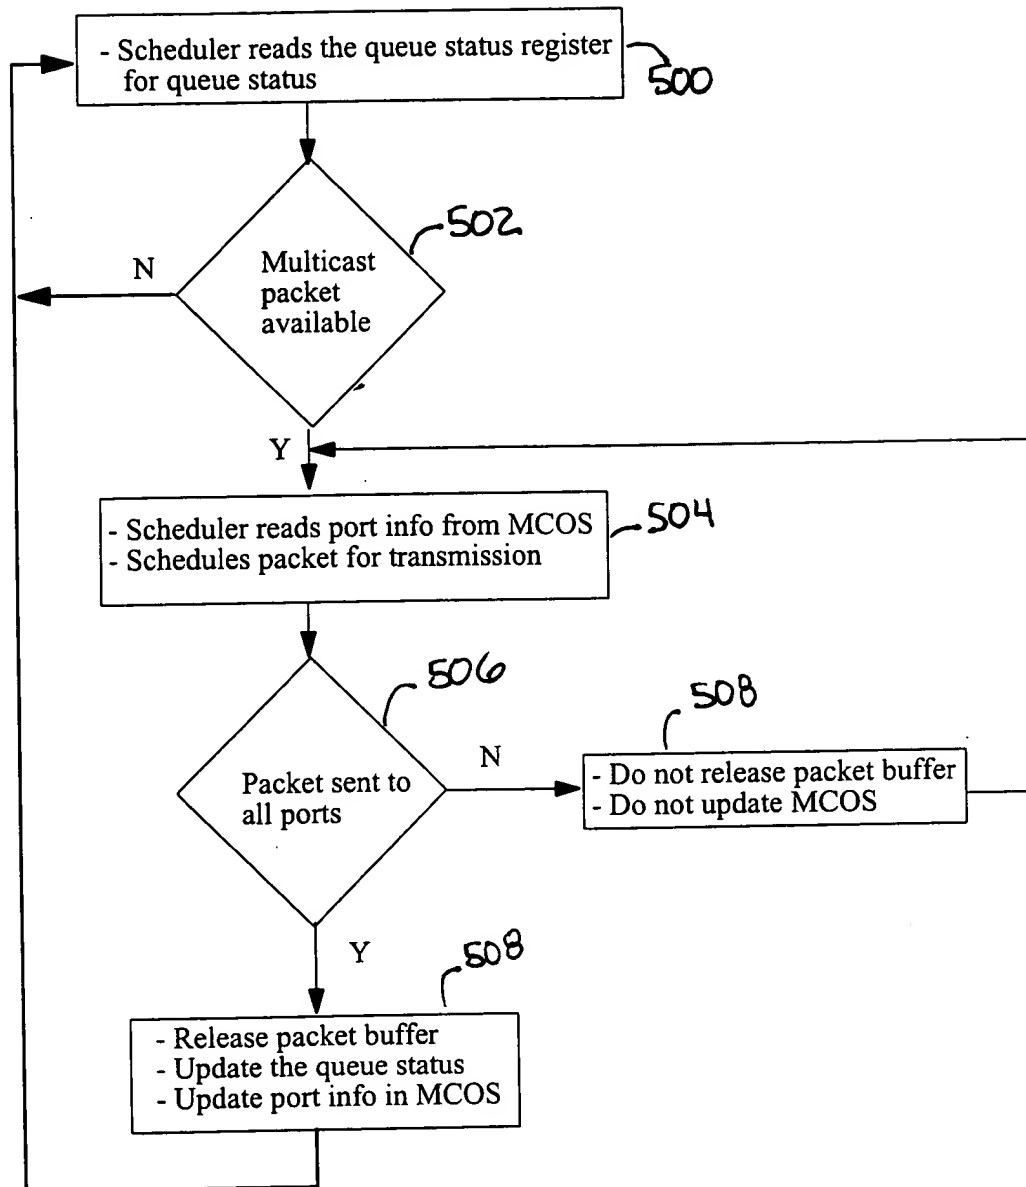 - Scheduler reads the queue status register
for queue status
500
502
N
Multicast
packet
available
Y
- Scheduler reads port info from MCOS
- Schedules packet for transmission
504
506
508
N
Packet sent to
all ports
- Do not release packet buffer
- Do not update MCOS
Y
508
- Release packet buffer
- Update the queue status
- Update port info in MCOS